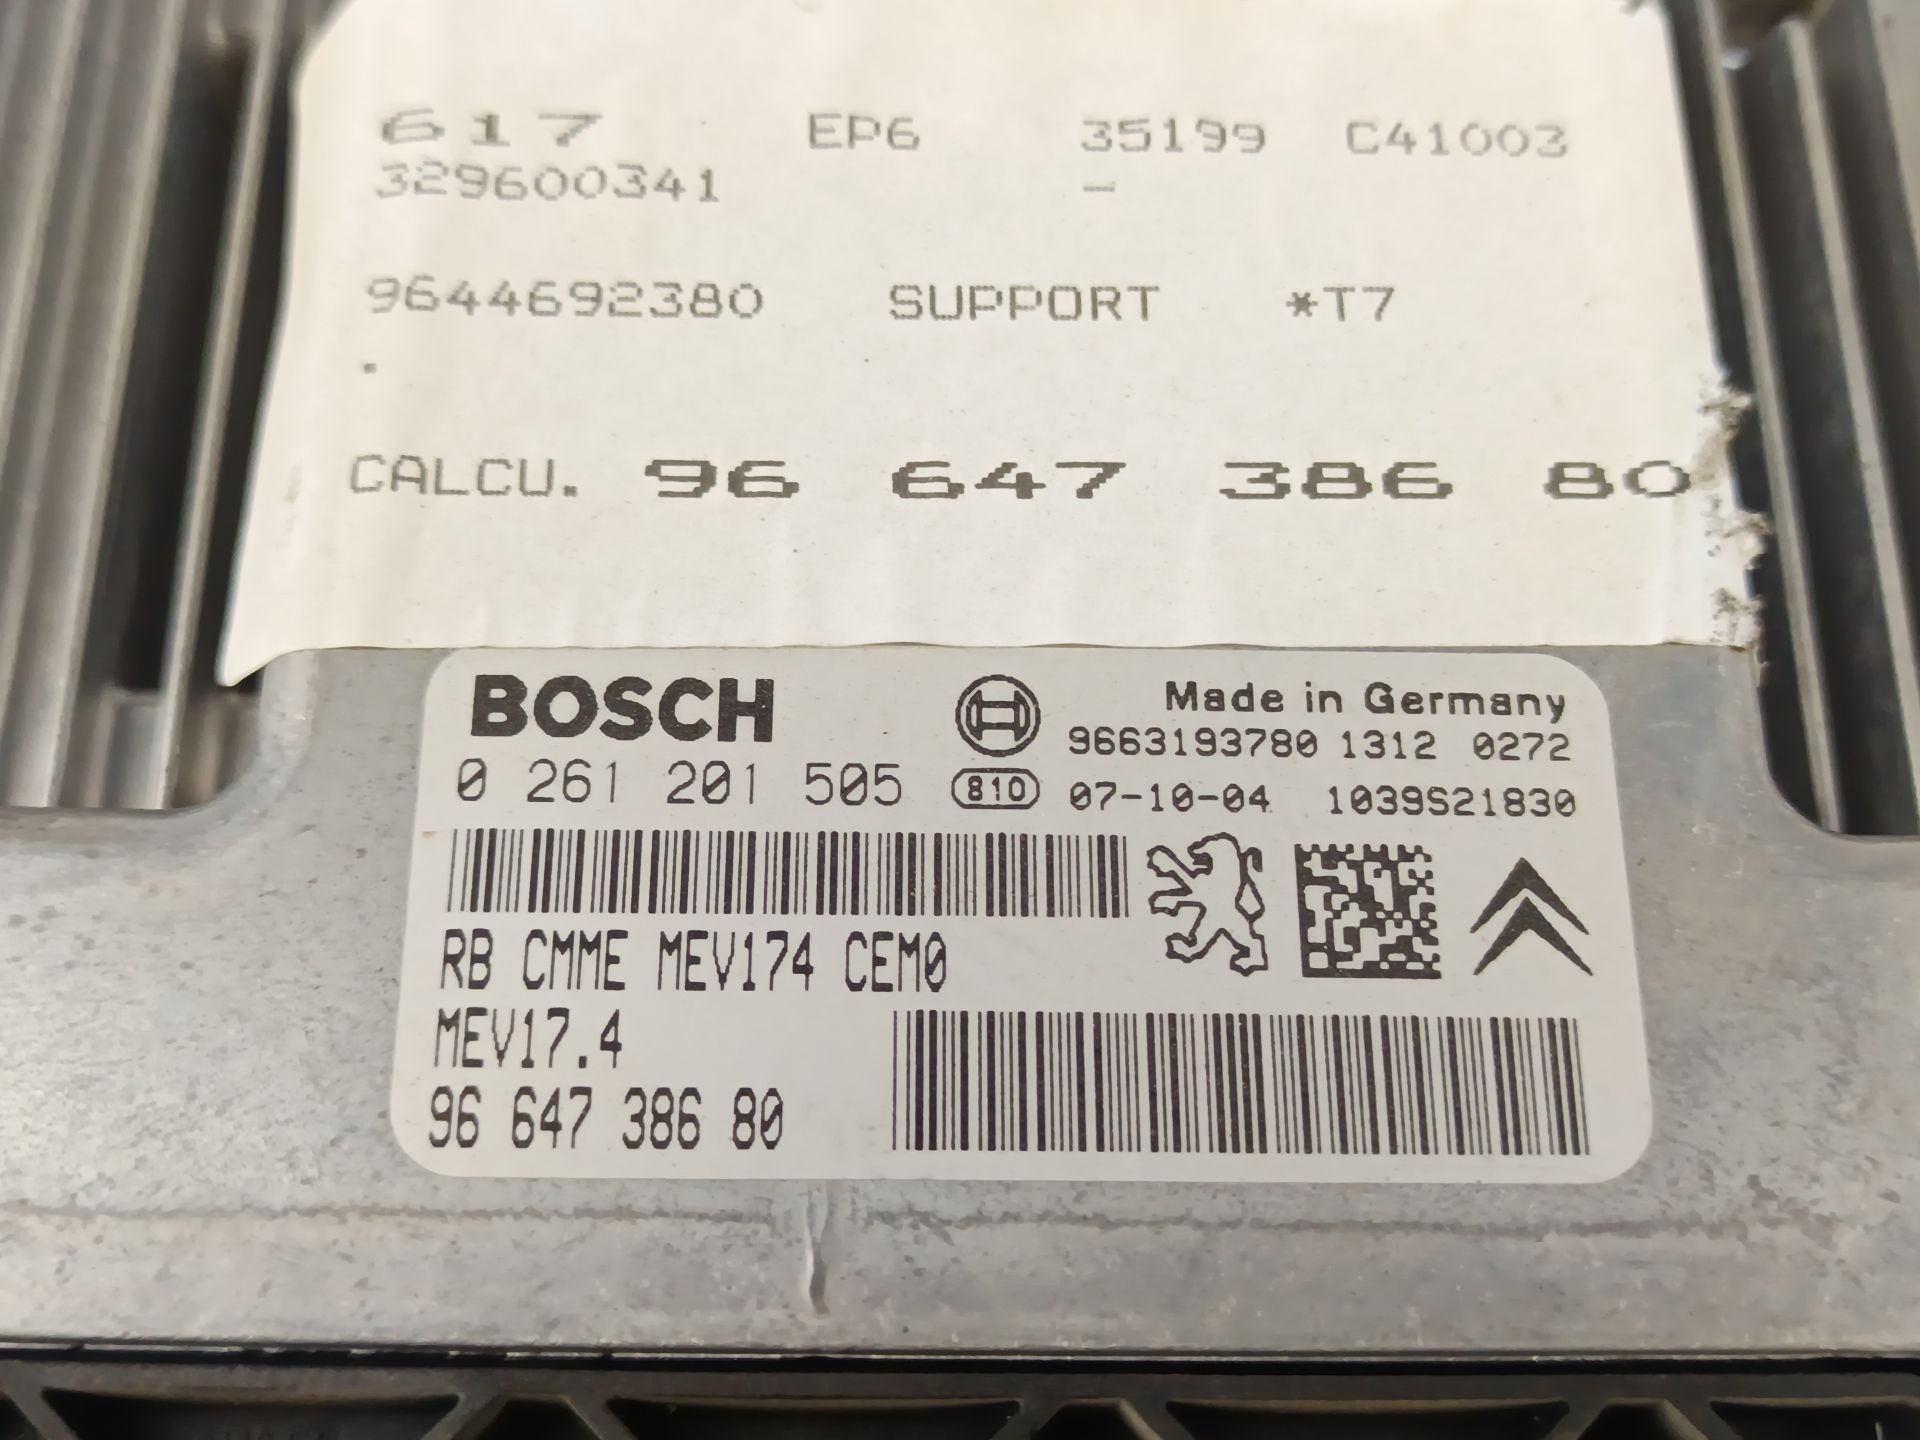 617 EP6 35199 C41003
329600341 -
9644692380 SUPPORT *T7
.
CALCU. 96 647 386 80
BOSCH Made in Germany
9663193780 1312 0272
0 261 201 505 810 07-10-04 1039S21830
RB CMME MEV174 CEM0
MEV17.4
96 647 386 80